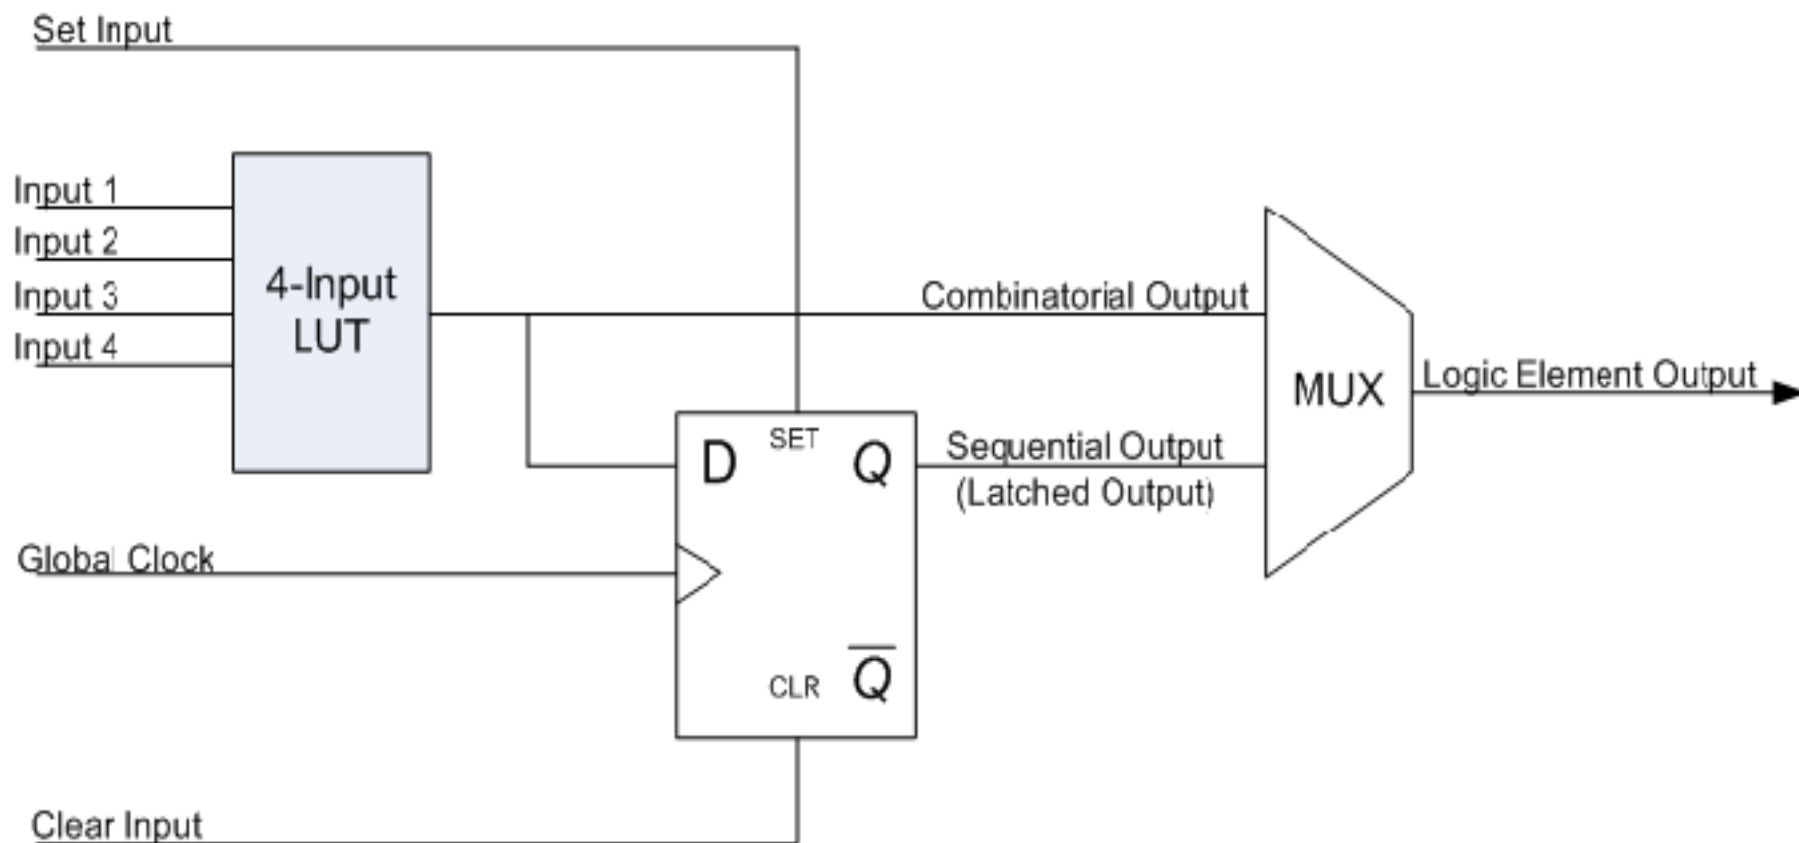 Set Input
Input 1
Input 2
Input 3
Input 4
4-Input
LUT
Combinatorial Output
MUX
Logic Element Output
D
SET
Q
Sequential Output
(Latched Output)
Global Clock
CLR
Q̅
Clear Input